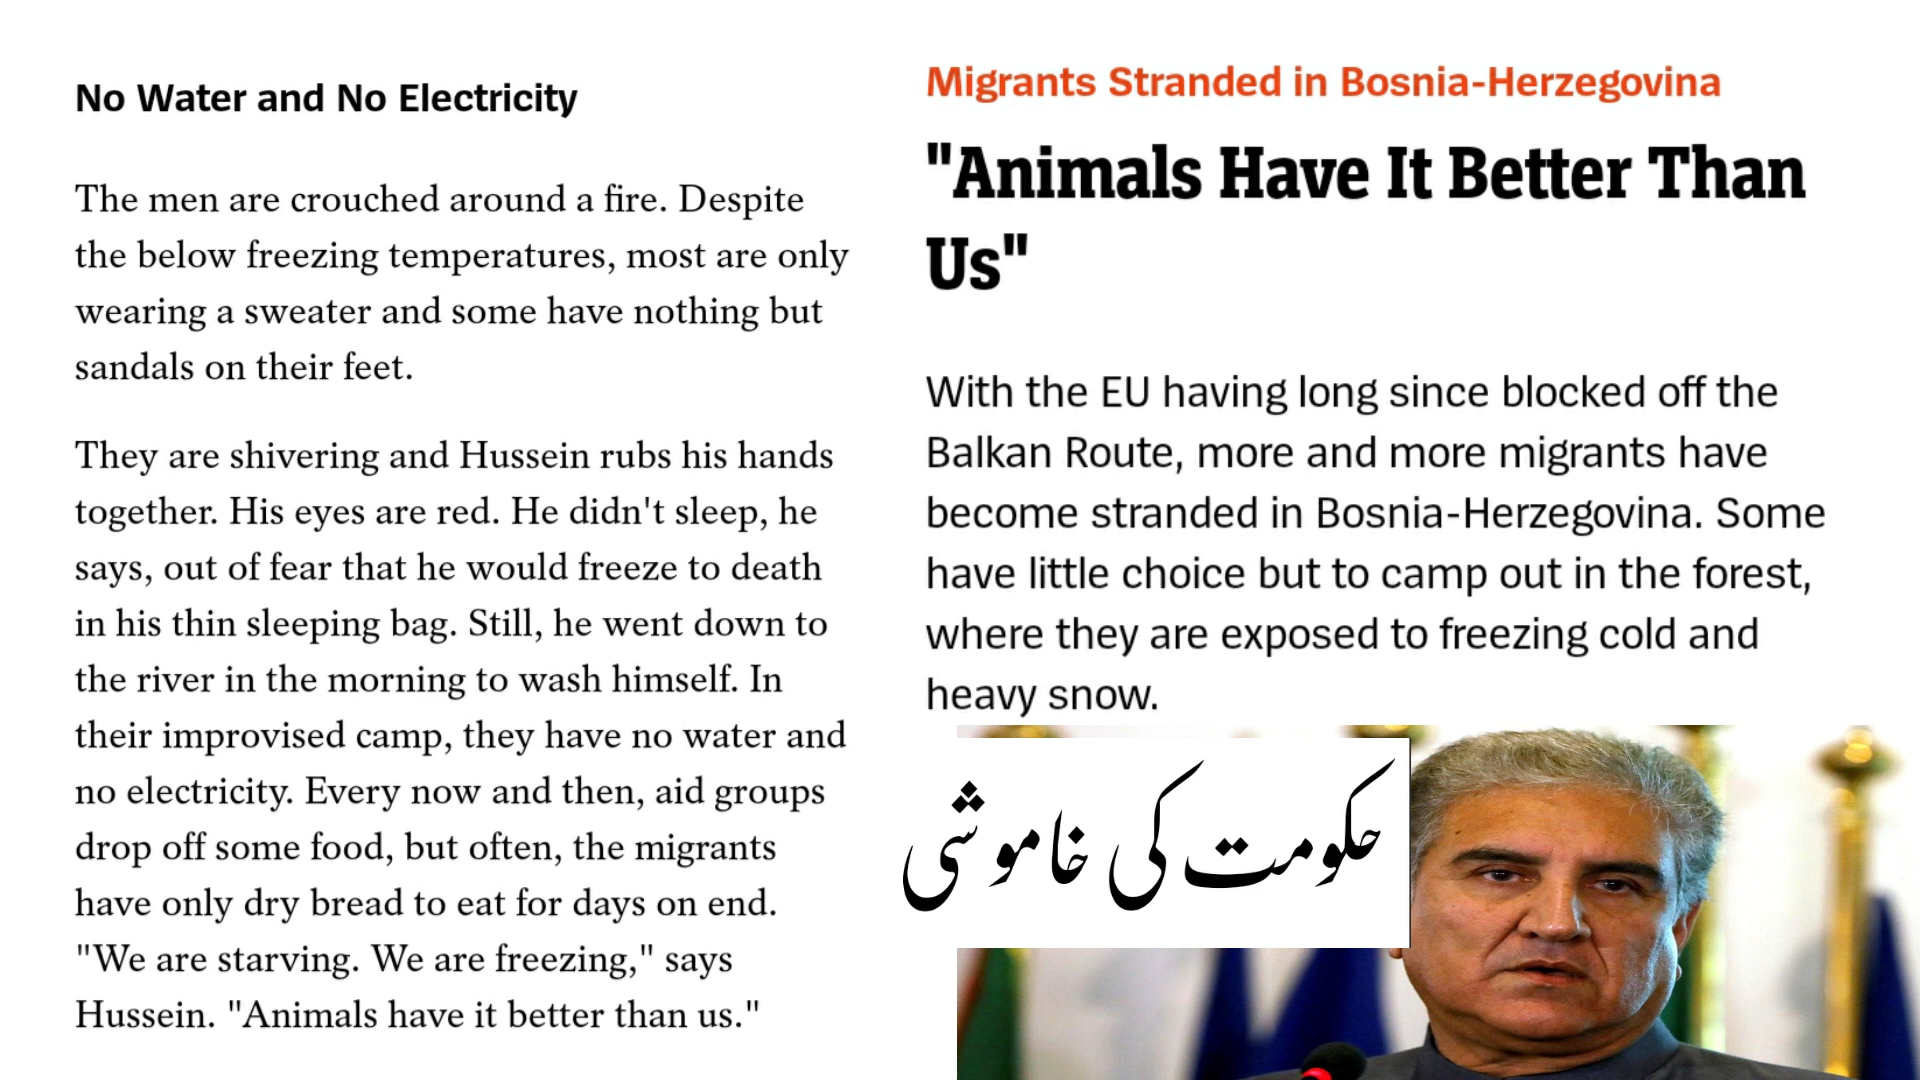 No Water and No Electricity
The men are crouched around a fire. Despite
the below freezing temperatures, most are only
wearing a sweater and some have nothing but
sandals on their feet.
They are shivering and Hussein rubs his hands
together. His eyes are red. He didn't sleep, he
says, out of fear that he would freeze to death
in his thin sleeping bag. Still, he went down to
the river in the morning to wash himself. In
their improvised camp, they have no water and
no electricity. Every now and then, aid groups
drop off some food, but often, the migrants
have only dry bread to eat for days on end.
"We are starving. We are freezing," says
Hussein. "Animals have it better than us."
Migrants Stranded in Bosnia-Herzegovina
"Animals Have It Better Than
Us"
With the EU having long since blocked off the
Balkan Route, more and more migrants have
become stranded in Bosnia-Herzegovina. Some
have little choice but to camp out in the forest,
where they are exposed to freezing cold and
heavy snow.
حکومت کی خاموشی